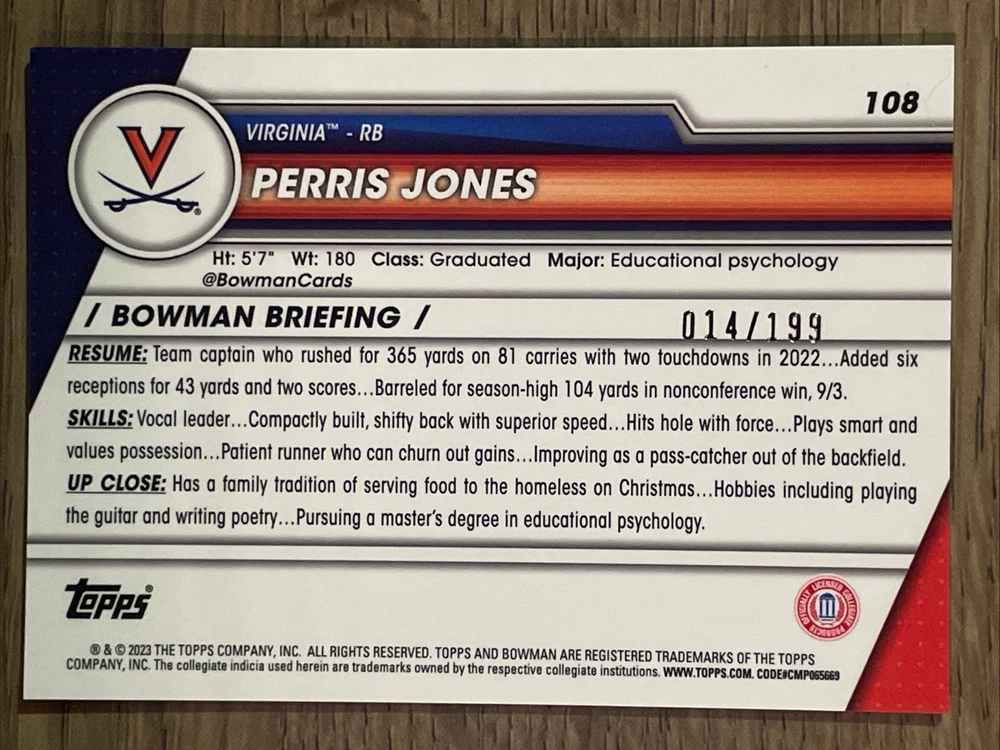 108
VIRGINIA™ - RB
PERRIS JONES
Ht: 5'7" Wt: 180 Class: Graduated Major: Educational psychology
@BowmanCards
/ BOWMAN BRIEFING /
014/199
RESUME: Team captain who rushed for 365 yards on 81 carries with two touchdowns in 2022...Added six
receptions for 43 yards and two scores...Barreled for season-high 104 yards in nonconference win, 9/3.
SKILLS: Vocal leader...Compactly built, shifty back with superior speed...Hits hole with force...Plays smart and
values possession...Patient runner who can churn out gains...Improving as a pass-catcher out of the backfield.
UP CLOSE: Has a family tradition of serving food to the homeless on Christmas...Hobbies including playing
the guitar and writing poetry...Pursuing a master's degree in educational psychology.
V
®
Topps®
OFFICIALLY LICENSED COLLEGIATE PRODUCTS
® & © 2023 THE TOPPS COMPANY, INC. ALL RIGHTS RESERVED. TOPPS AND BOWMAN ARE REGISTERED TRADEMARKS OF THE TOPPS
COMPANY, INC. The collegiate indicia used herein are trademarks owned by the respective collegiate institutions. WWW.TOPPS.COM. CODE#CMP065669